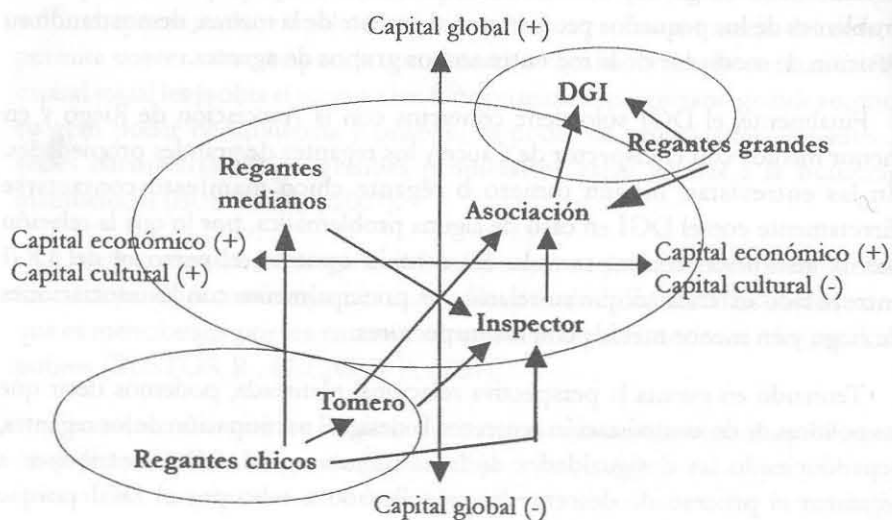 Capital global (+)
DGI
Regantes grandes
Regantes
medianos
Asociación
Capital económico (+)
Capital cultural (+)
Capital económico (+)
Capital cultural (-)
Inspector
Tomero
Regantes chicos
Capital global (-)